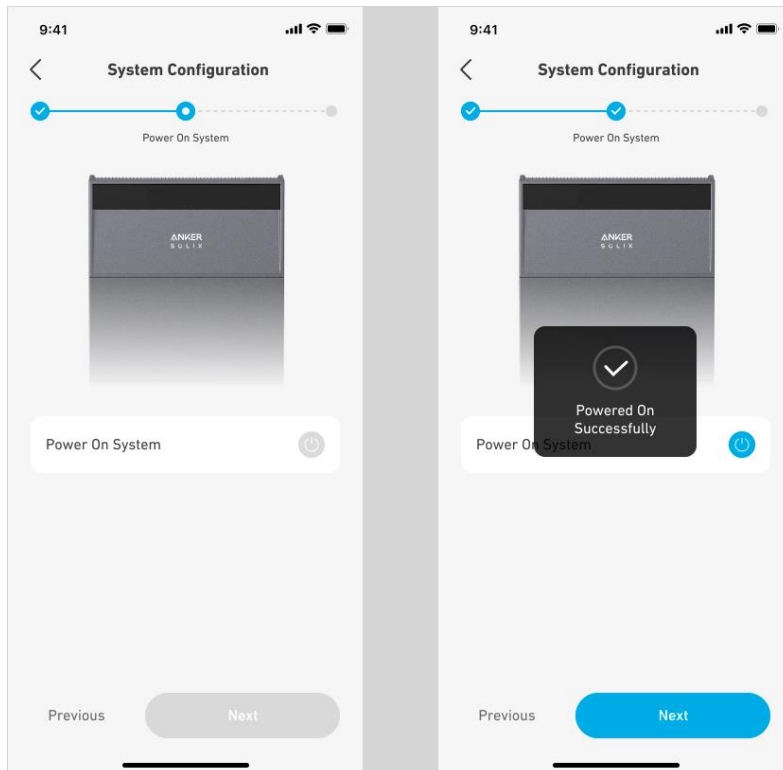 9:41
System Configuration
Power On System
ANKER
SOLIX
Power On System
Previous
Next
9:41
System Configuration
Power On System
ANKER
SOLIX
Powered On
Successfully
Power On System
Previous
Next